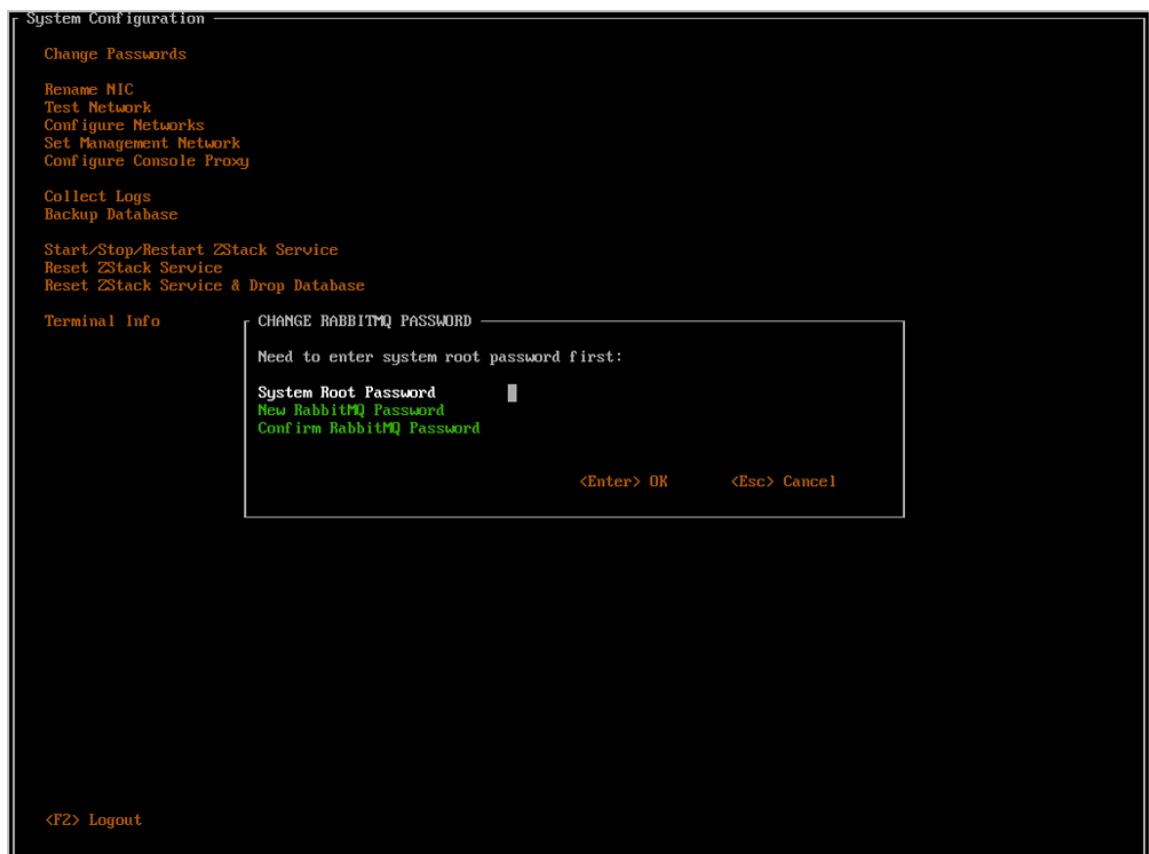 System Configuration
Change Passwords
Rename NIC
Test Network
Configure Networks
Set Management Network
Configure Console Proxy
Collect Logs
Backup Database
Start/Stop/Restart ZStack Service
Reset ZStack Service
Reset ZStack Service & Drop Database
Terminal Info
CHANGE RABBITMQ PASSWORD
Need to enter system root password first:
System Root Password
New RabbitMQ Password
Confirm RabbitMQ Password
<Enter> OK <Esc> Cancel
<F2> Logout